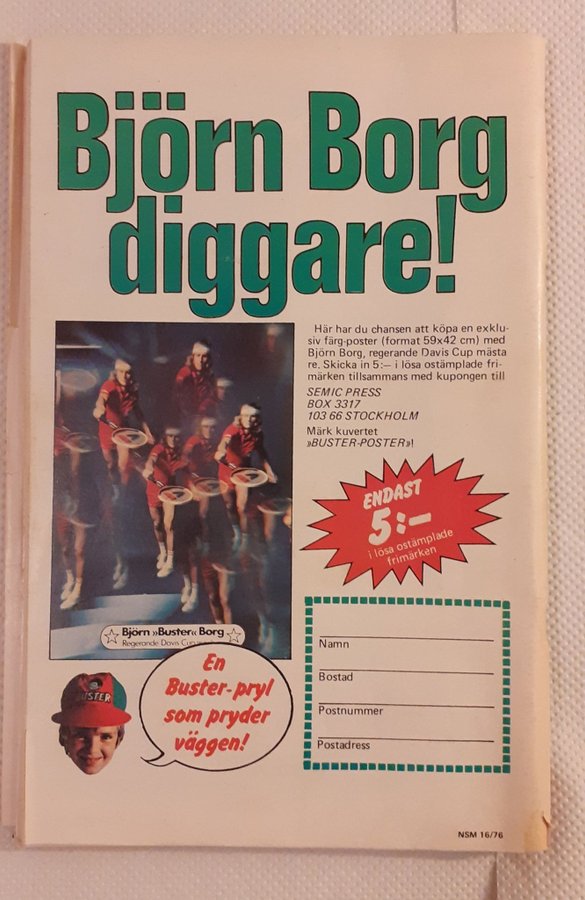 Björn Borg
diggare!
Här har du chansen att köpa en exklu-
siv färg-poster (format 59x42 cm) med
Björn Borg, regerande Davis Cup mästa
re. Skicka in 5:— i lösa ostämplade fri-
märken tillsammans med kupongen till
SEMIC PRESS
BOX 3317
103 66 STOCKHOLM
Märk kuvertet
»BUSTER-POSTER»!
ENDAST
5:—
i lösa ostämplade
frimärken
Björn »Buster« Borg
Regerande Davis Cup
En
Buster-pryl
som pryder
väggen!
BUSTER
Namn
Bostad
Postnummer
Postadress
NSM 16/76